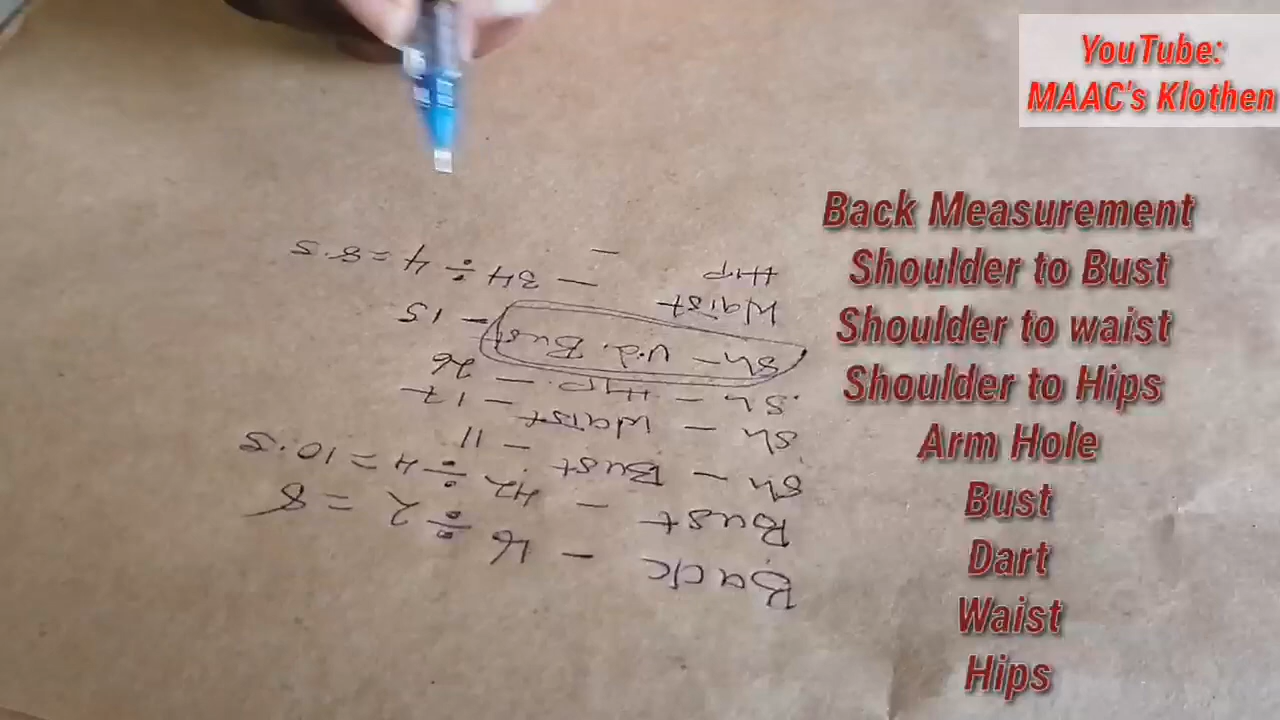 YouTube:
MAAC's Klothen
Back Measurement
Shoulder to Bust
Shoulder to waist
Shoulder to Hips
Arm Hole
Bust
Dart
Waist
Hips
Back - 16 ÷ 2 = 8
Bust - 42 ÷ 4 = 10.5
Sh - Bust - 11
Sh - Waist - 17
Sh - Hip - 26
Sh - U.d. Bust - 15
Waist - 34 ÷ 4 = 8.5
Hip -